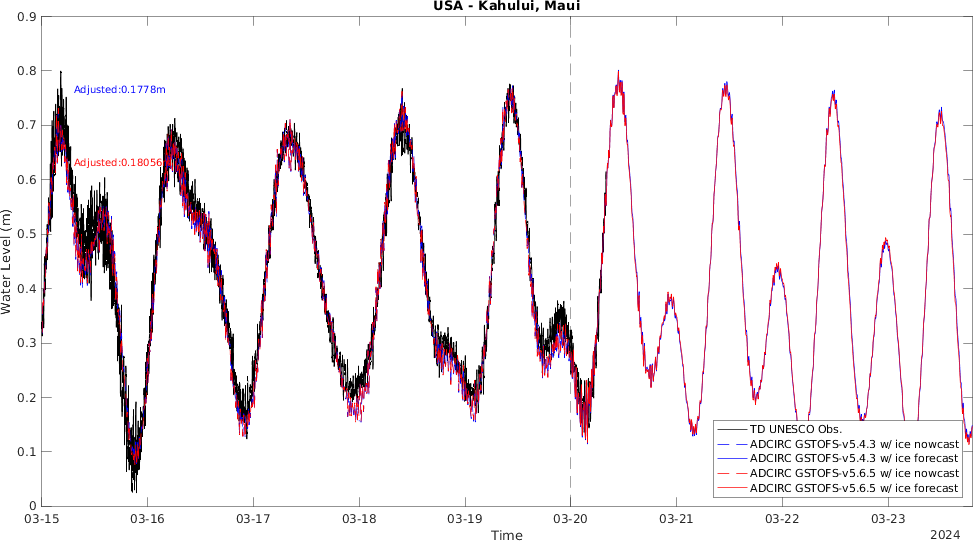 USA - Kahului, Maui
0.9
0.8
Adjusted:0.1778m
0.7
Adjusted:0.18056
0.6
0.5
Water Level (m)
0.4
0.3
0.2
0.1
0
TD UNESCO Obs.
ADCIRC GSTOFS-v5.4.3 w/ ice nowcast
ADCIRC GSTOFS-v5.4.3 w/ ice forecast
ADCIRC GSTOFS-v5.6.5 w/ ice nowcast
ADCIRC GSTOFS-v5.6.5 w/ ice forecast
03-15 03-16 03-17 03-18 03-19 03-20 03-21 03-22 03-23
Time
2024